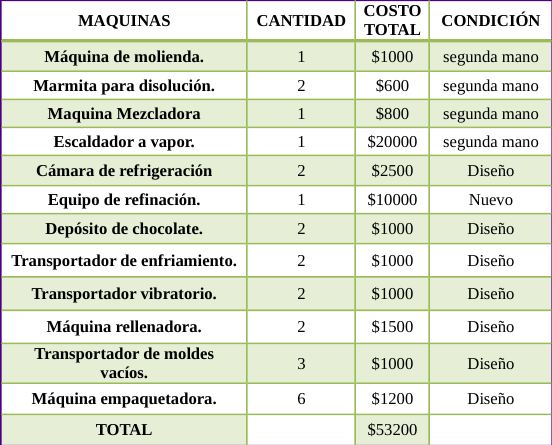 MAQUINAS CANTIDAD COSTO TOTAL CONDICIÓN
Máquina de molienda. 1 $1000 segunda mano
Marmita para disolución. 2 $600 segunda mano
Maquina Mezcladora 1 $800 segunda mano
Escaldador a vapor. 1 $20000 segunda mano
Cámara de refrigeración 2 $2500 Diseño
Equipo de refinación. 1 $10000 Nuevo
Depósito de chocolate. 2 $1000 Diseño
Transportador de enfriamiento. 2 $1000 Diseño
Transportador vibratorio. 2 $1000 Diseño
Máquina rellenadora. 2 $1500 Diseño
Transportador de moldes vacíos. 3 $1000 Diseño
Máquina empaquetadora. 6 $1200 Diseño
TOTAL $53200